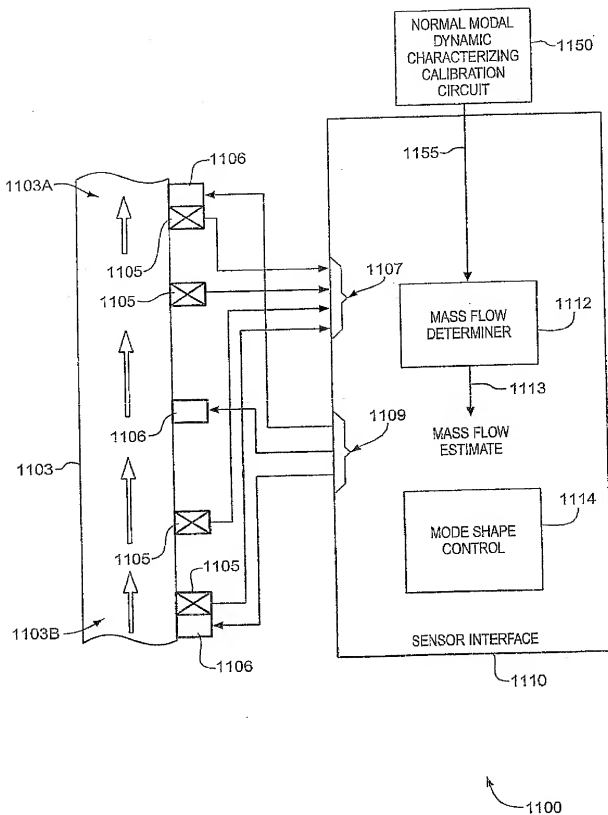 NORMAL MODAL
DYNAMIC
CHARACTERIZING
CALIBRATION
CIRCUIT
1150
1155
1106
1103A
1105
1107
1105
MASS FLOW
DETERMINER
1112
1113
1109
1106
MASS FLOW
ESTIMATE
1103
1114
MODE SHAPE
CONTROL
1105
1105
1103B
SENSOR INTERFACE
1106
1110
1100